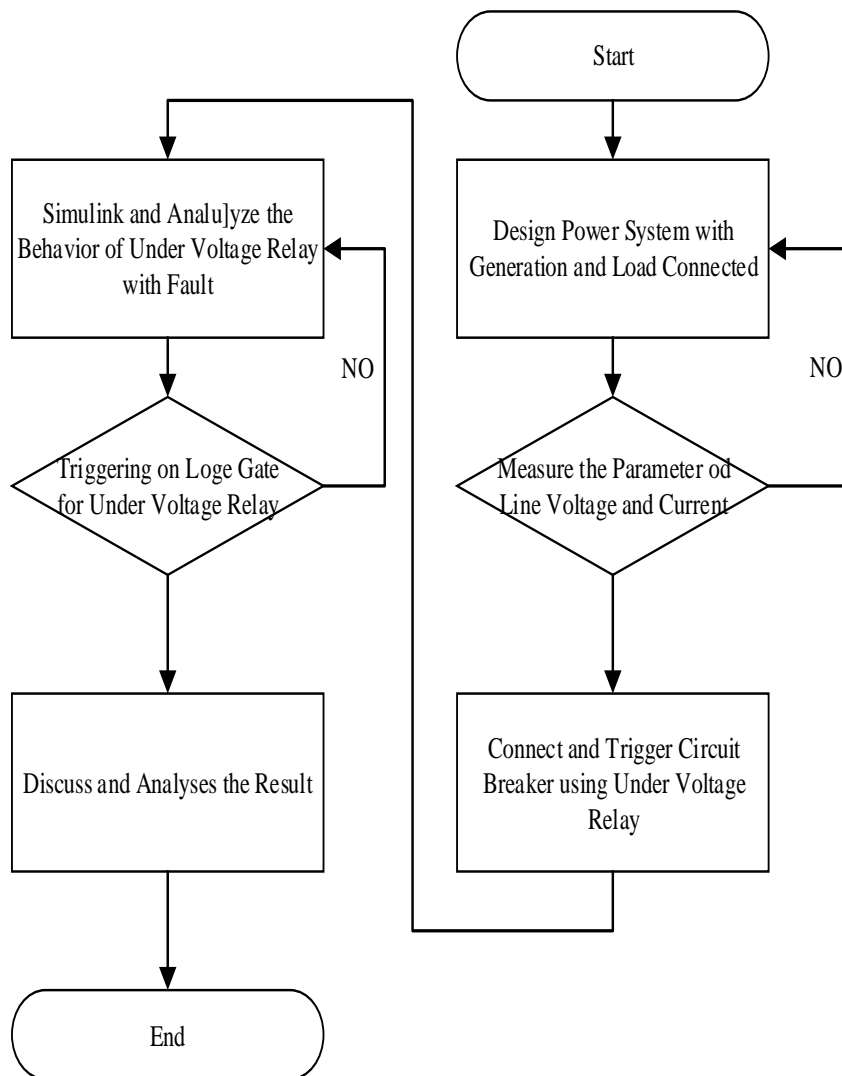 Start
Design Power System with
Generation and Load Connected
NO
Measure the Parameter od
Line Voltage and Current
Connect and Trigger Circuit
Breaker using Under Voltage
Relay
Simulink and Analu]yze the
Behavior of Under Voltage Relay
with Fault
NO
Triggering on Loge Gate
for Under Voltage Relay
Discuss and Analyses the Result
End